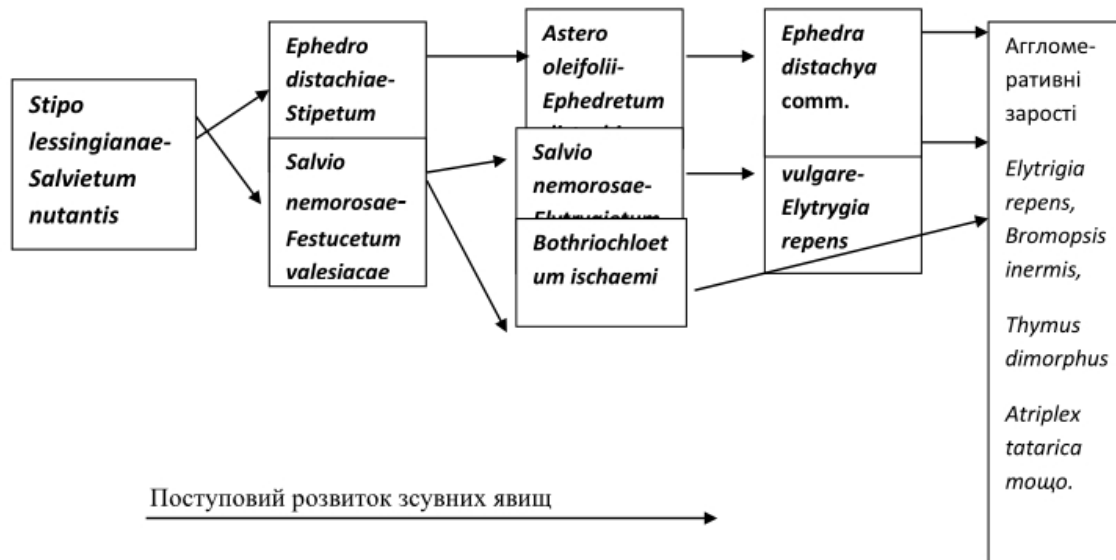 Stipo
lessingianae-
Salvietum
nutantis
Ephedro
distachiae-
Stipetum
Salvio
nemorosae-
Festucetum
valesiacae
Astero
oleifolii-
Ephedretum
Salvio
nemorosae-
Elytrygietum
Bothriochloet
um ischaemi
Ephedra
distachya
comm.
vulgare-
Elytrygia
repens
Аггломе-
ративні
зарості
Elytrigia
repens,
Bromopsis
inermis,
Thymus
dimorphus
Atriplex
tatarica
тощо.
Поступовий розвиток зсувних явищ